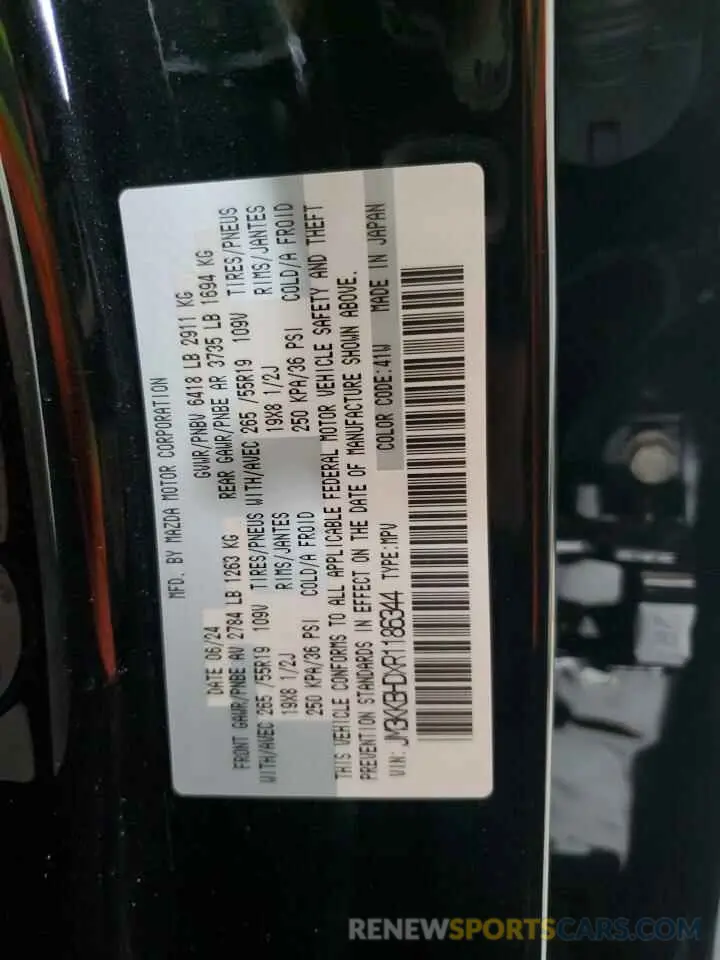 MFD. BY MAZDA MOTOR CORPORATION
DATE 06/24 GVWR/PNBV 6418 LB 2911 KG
FRONT GAWR/PNBE AV 2784 LB 1263 KG REAR GAWR/PNBE AR 3735 LB 1694 KG
WITH/AVEC 265 /55R19 109V TIRES/PNEUS WITH/AVEC 265 /55R19 109V TIRES/PNEUS
19X8 1/2J RIMS/JANTES 19X8 1/2J RIMS/JANTES
250 KPA/36 PSI COLD/A FROID 250 KPA/36 PSI COLD/A FROID
THIS VEHICLE CONFORMS TO ALL APPLICABLE FEDERAL MOTOR VEHICLE SAFETY AND THEFT
PREVENTION STANDARDS IN EFFECT ON THE DATE OF MANUFACTURE SHOWN ABOVE.
VIN: JM3KKBHDXR1186344 TYPE:MPV COLOR CODE:41W MADE IN JAPAN
RENEWSPORTSCARS.COM